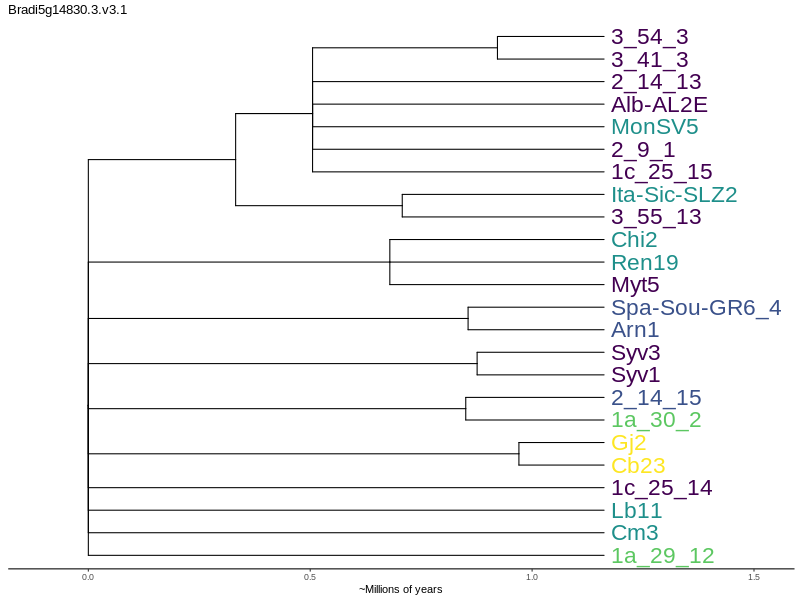 Bradi5g14830.3.v3.1
3_54_3
3_41_3
2_14_13
Alb-AL2E
MonSV5
2_9_1
1c_25_15
Ita-Sic-SLZ2
3_55_13
Chi2
Ren19
Myt5
Spa-Sou-GR6_4
Arn1
Syv3
Syv1
2_14_15
1a_30_2
Gj2
Cb23
1c_25_14
Lb11
Cm3
1a_29_12
0.0 0.5 1.0 1.5
~Millions of years